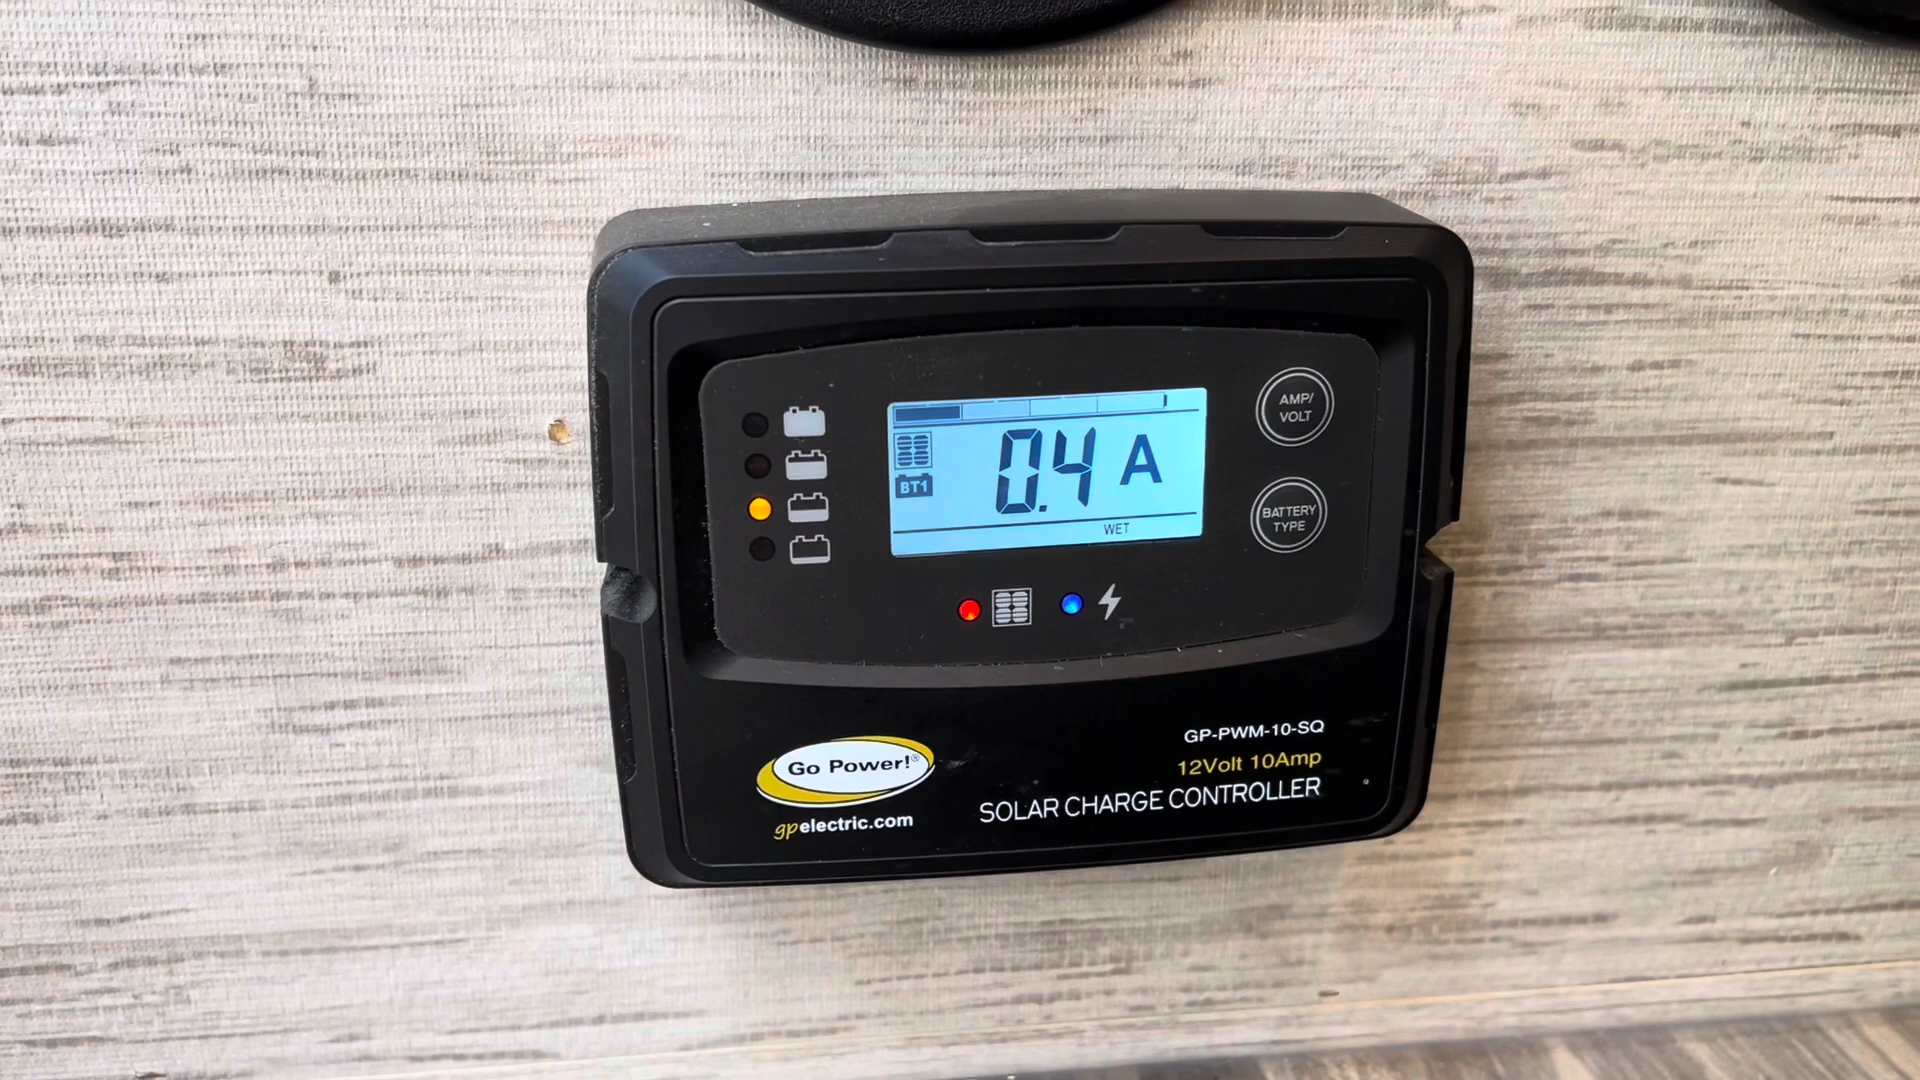 AMP/
VOLT
BT1
0.4 A
WET
BATTERY
TYPE
Go Power!®
gpelectric.com
GP-PWM-10-SQ
12Volt 10Amp
SOLAR CHARGE CONTROLLER